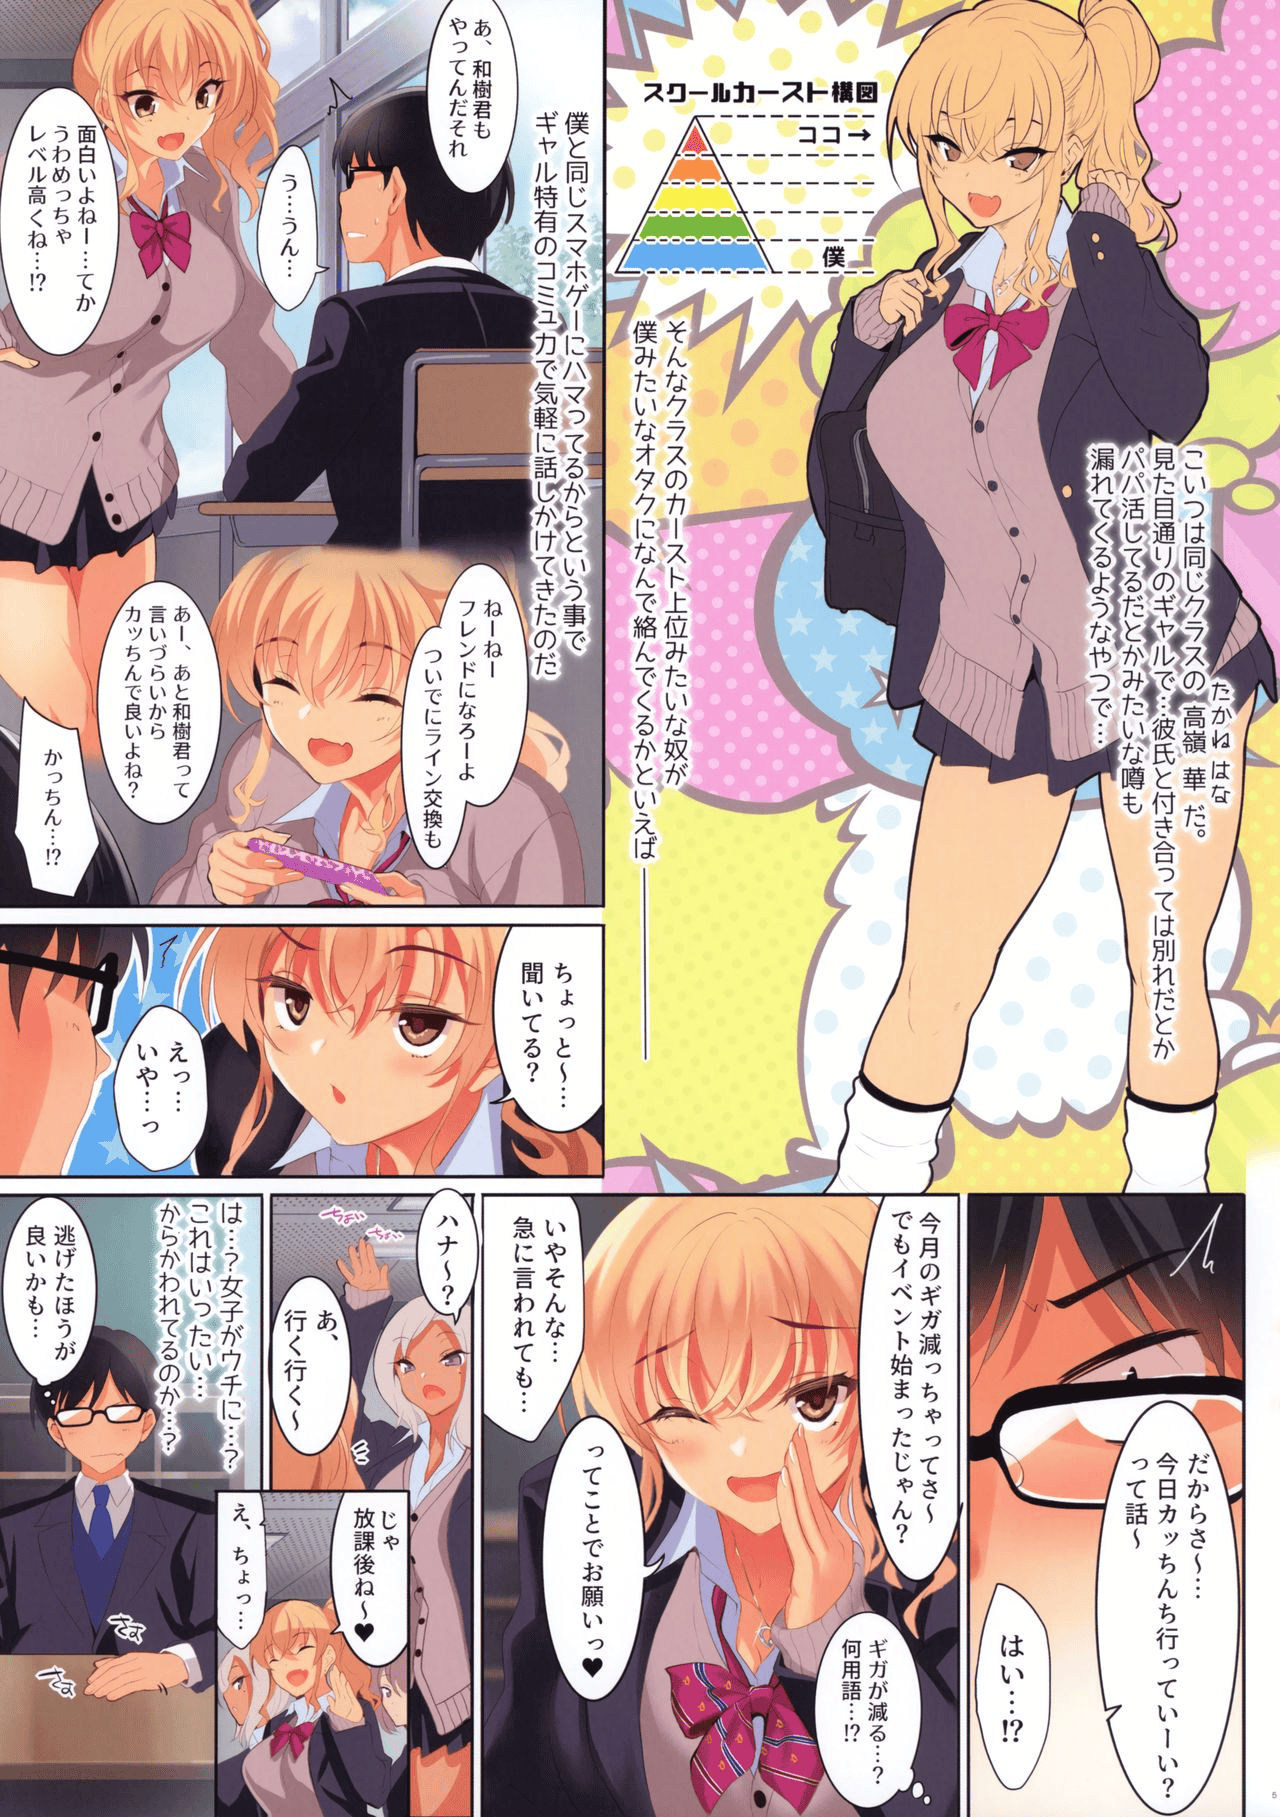 こいつは同じクラスの 高嶺 華 だ。
たかね はな
見た目通りのギャルで…彼氏と付き合っては別れだとか
パパ活してるだとかみたいな噂も
漏れてくるようなやつで…
スクールカースト構図
ココ→
僕
そんなクラスのカースト上位みたいな奴が
僕みたいなオタクになんで絡んでくるかといえば
僕と同じスマホゲーにハマってるからという事で
ギャル特有のコミュ力で気軽に話しかけてきたのだ
あ、和樹君も
やってんだそれ
う…うん…
面白いよねー…てか
うわめっちゃ
レベル高くね…!?
ねーねー
フレンドになろーよ
ついでにライン交換も
あー、あと和樹君って
言いづらいから
カッちんで良いよね?
かっちん…!?
ちょっと〜…
聞いてる?
えっ…
いや…っ
だからさ〜…
今日カッちんち行っていーい?
って話〜
はい…!?
今月のギガ減っちゃってさ〜
でもイベント始まったじゃん?
ギガが減る…?
何用語…!?
いやそんな…
急に言われても…
ってことでお願いっ♥
ハナ〜?
ちょい
ちょい
あ、
行く行く〜
じゃ
放課後ね〜♥
え、ちょっ…
は…?女子がウチに…?
これはいったい…
からかわれてるのか…?
逃げたほうが
良いかも…
さす
さす
5